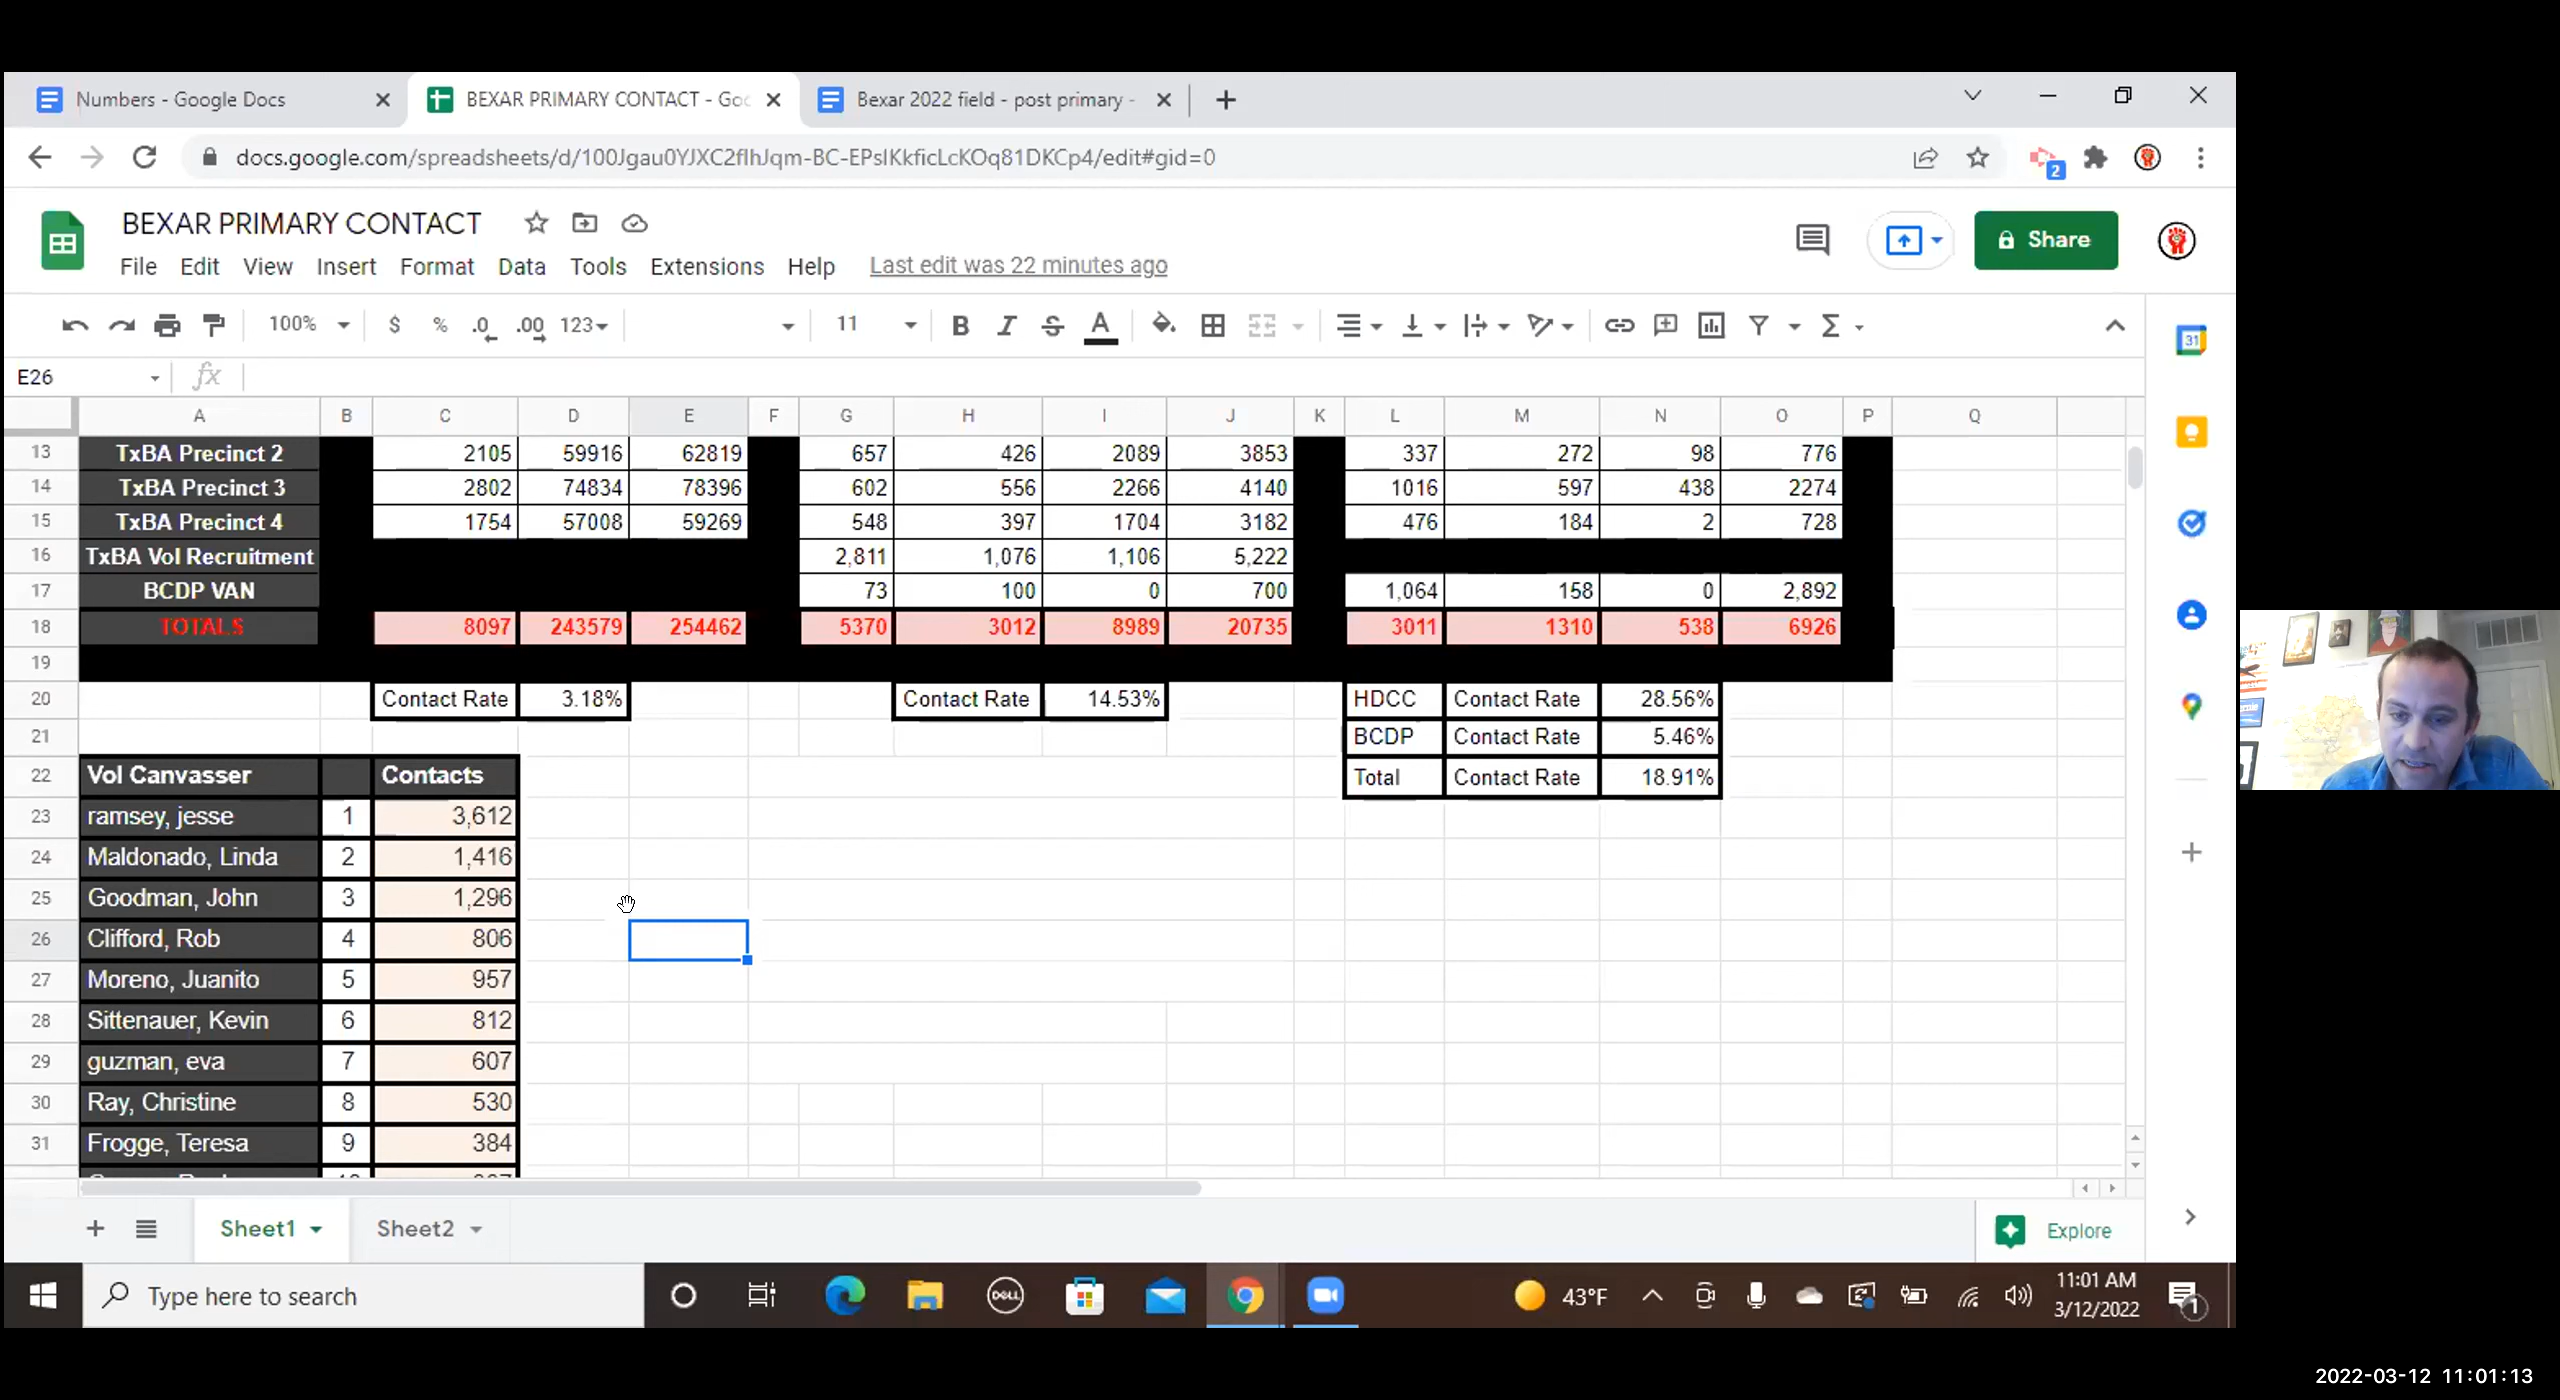 Numbers - Google Docs BEXAR PRIMARY CONTACT - Goo Bexar 2022 field - post primary -
docs.google.com/spreadsheets/d/100Jgau0YJXC2flhJqm-BC-EPslKkficLcKOq81DKCp4/edit#gid=0
2
BEXAR PRIMARY CONTACT
Share
File Edit View Insert Format Data Tools Extensions Help Last edit was 22 minutes ago
100% $ % .0 .00 123 11 B I S A
31
E26 fx
A B C D E F G H I J K L M N O P Q
13 TxBA Precinct 2 2105 59916 62819 657 426 2089 3853 337 272 98 776
14 TxBA Precinct 3 2802 74834 78396 602 556 2266 4140 1016 597 438 2274
15 TxBA Precinct 4 1754 57008 59269 548 397 1704 3182 476 184 2 728
16 TxBA Vol Recruitment 2,811 1,076 1,106 5,222
17 BCDP VAN 73 100 0 700 1,064 158 0 2,892
18 TOTALS 8097 243579 254462 5370 3012 8989 20735 3011 1310 538 6926
19
20 Contact Rate 3.18% Contact Rate 14.53% HDCC Contact Rate 28.56%
21 BCDP Contact Rate 5.46%
22 Vol Canvasser Contacts Total Contact Rate 18.91%
23 ramsey, jesse 1 3,612
24 Maldonado, Linda 2 1,416
25 Goodman, John 3 1,296
26 Clifford, Rob 4 806
27 Moreno, Juanito 5 957
28 Sittenauer, Kevin 6 812
29 guzman, eva 7 607
30 Ray, Christine 8 530
31 Frogge, Teresa 9 384
Sheet1 Sheet2 Explore
Type here to search DELL 43°F 11:01 AM
3/12/2022 1
2022-03-12 11:01:13